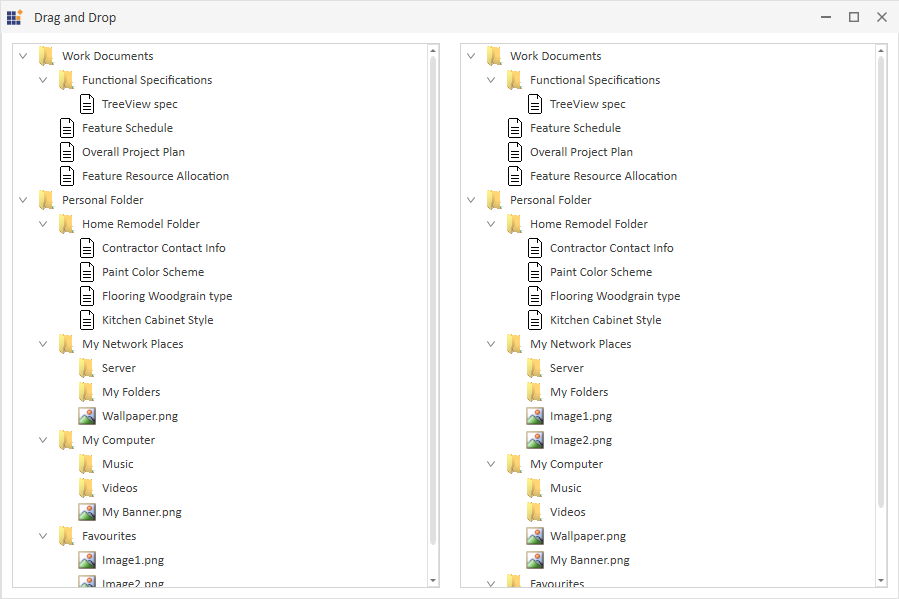 Drag and Drop
Work Documents
Functional Specifications
TreeView spec
Feature Schedule
Overall Project Plan
Feature Resource Allocation
Personal Folder
Home Remodel Folder
Contractor Contact Info
Paint Color Scheme
Flooring Woodgrain type
Kitchen Cabinet Style
My Network Places
Server
My Folders
Wallpaper.png
My Computer
Music
Videos
My Banner.png
Favourites
Image1.png
Image2.png
Work Documents
Functional Specifications
TreeView spec
Feature Schedule
Overall Project Plan
Feature Resource Allocation
Personal Folder
Home Remodel Folder
Contractor Contact Info
Paint Color Scheme
Flooring Woodgrain type
Kitchen Cabinet Style
My Network Places
Server
My Folders
Image1.png
Image2.png
My Computer
Music
Videos
Wallpaper.png
My Banner.png
Favourites